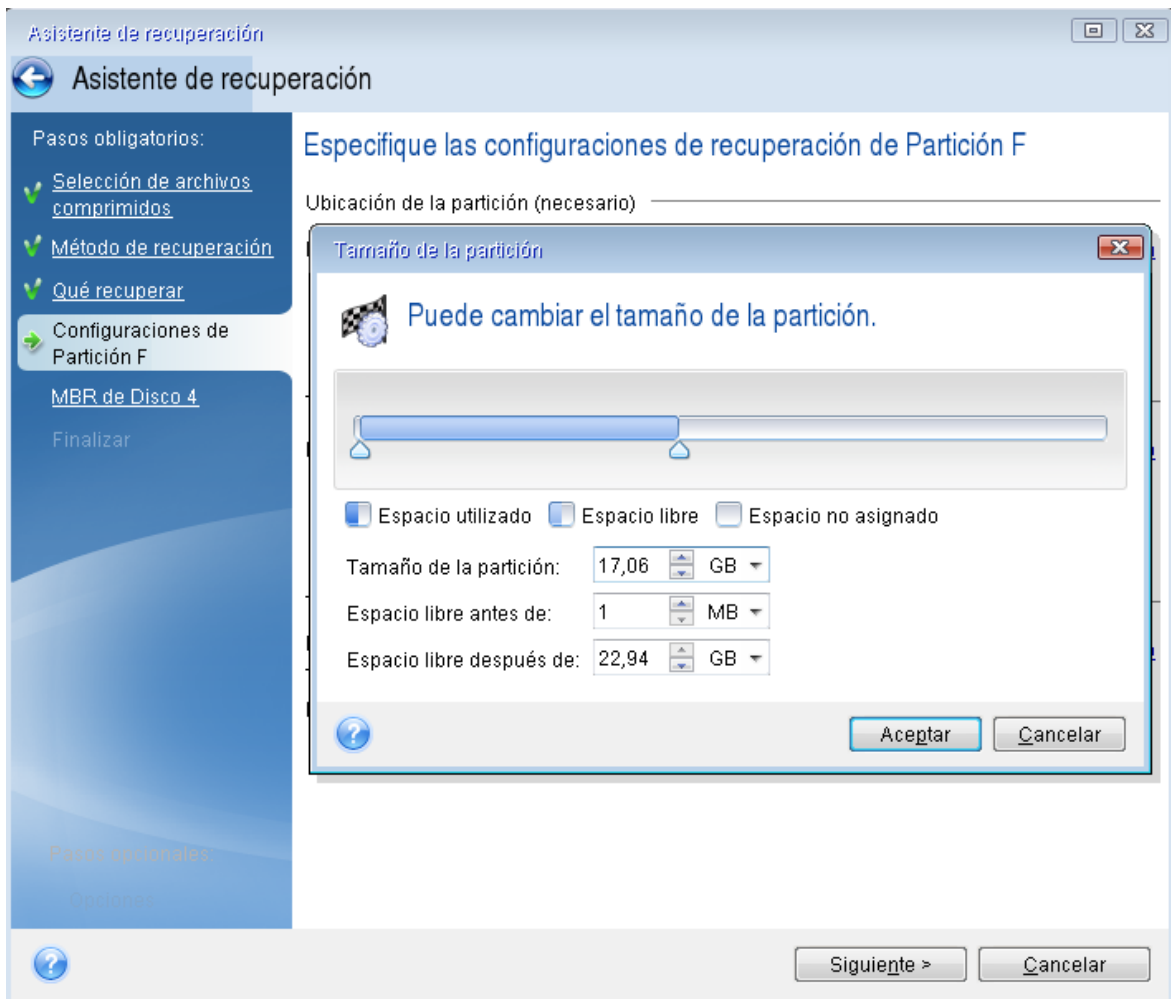 Asistente de recuperación
Asistente de recuperación
Pasos obligatorios:
Selección de archivos
comprimidos
Método de recuperación
Qué recuperar
Configuraciones de
Partición F
MBR de Disco 4
Finalizar
Pasos opcionales:
Opciones
Especifique las configuraciones de recuperación de Partición F
Ubicación de la partición (necesario)
Tamaño de la partición
Puede cambiar el tamaño de la partición.
Espacio utilizado Espacio libre Espacio no asignado
Tamaño de la partición: 17,06 GB
Espacio libre antes de: 1 MB
Espacio libre después de: 22,94 GB
Aceptar Cancelar
Siguiente > Cancelar